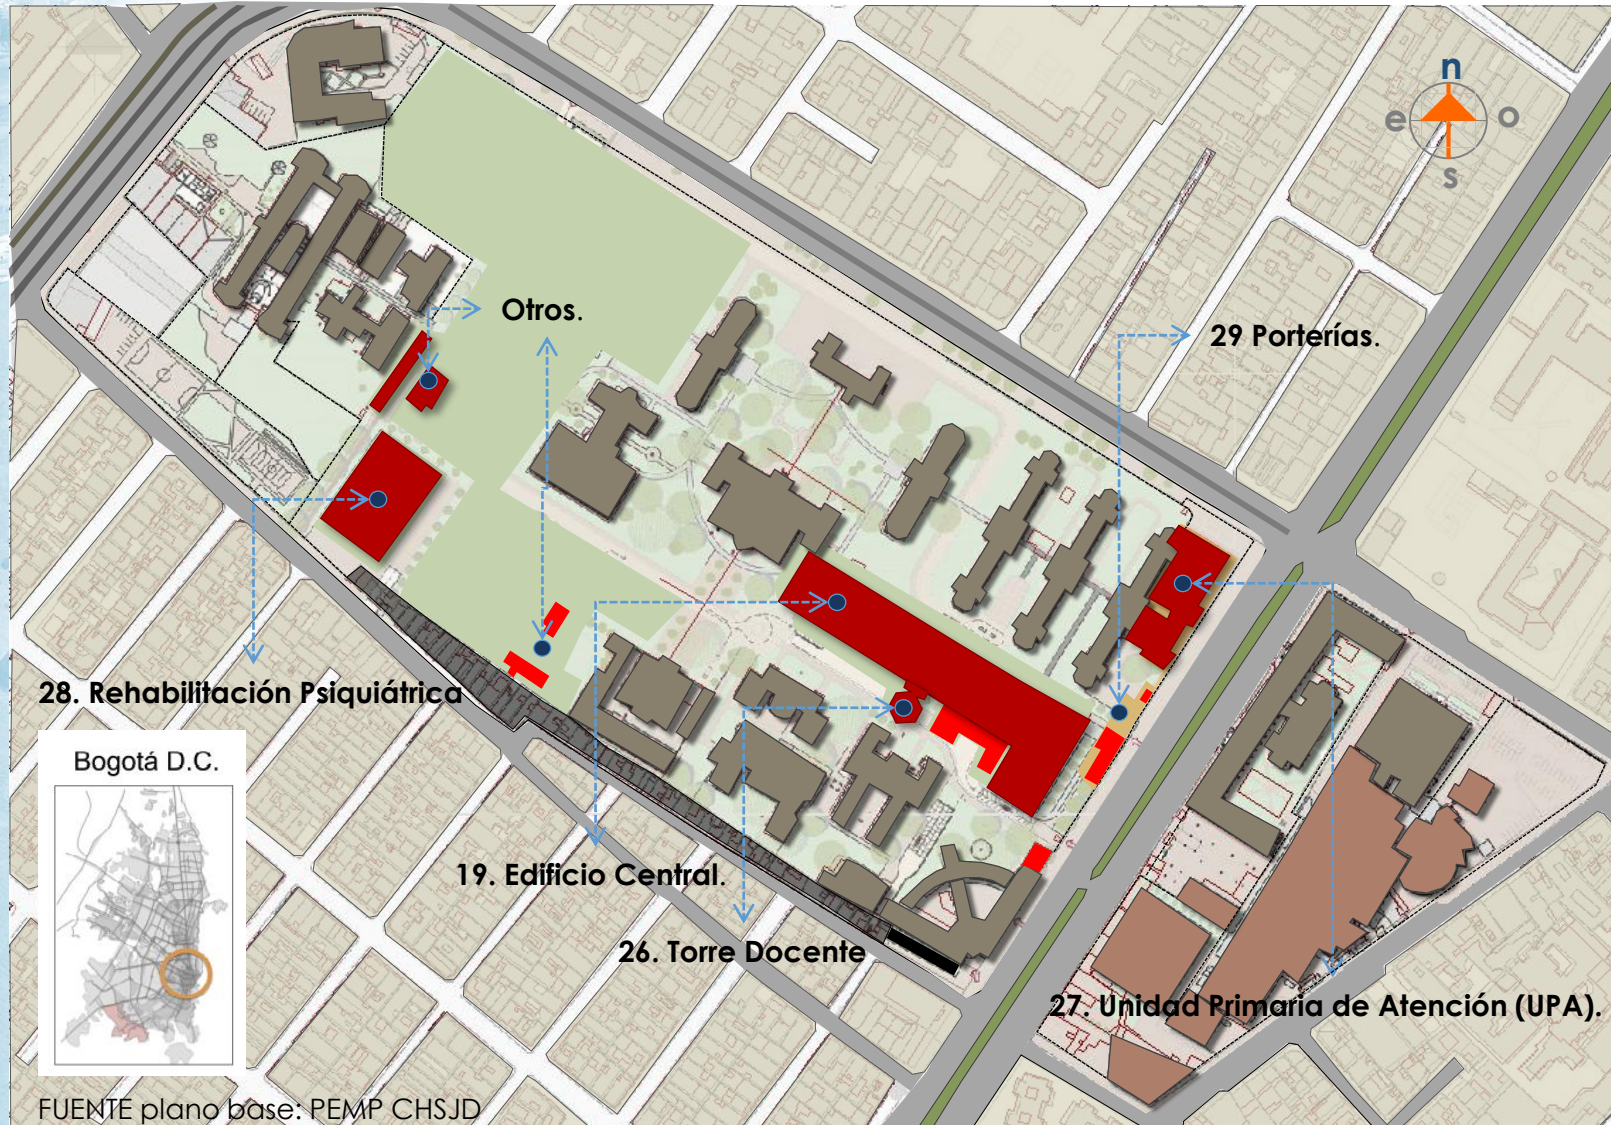 n
e
o
s
Otros.
29 Porterías.
28. Rehabilitación Psiquiátrica
Bogotá D.C.
19. Edificio Central.
26. Torre Docente
27. Unidad Primaria de Atención (UPA).
FUENTE plano base: PEMP CHSJD